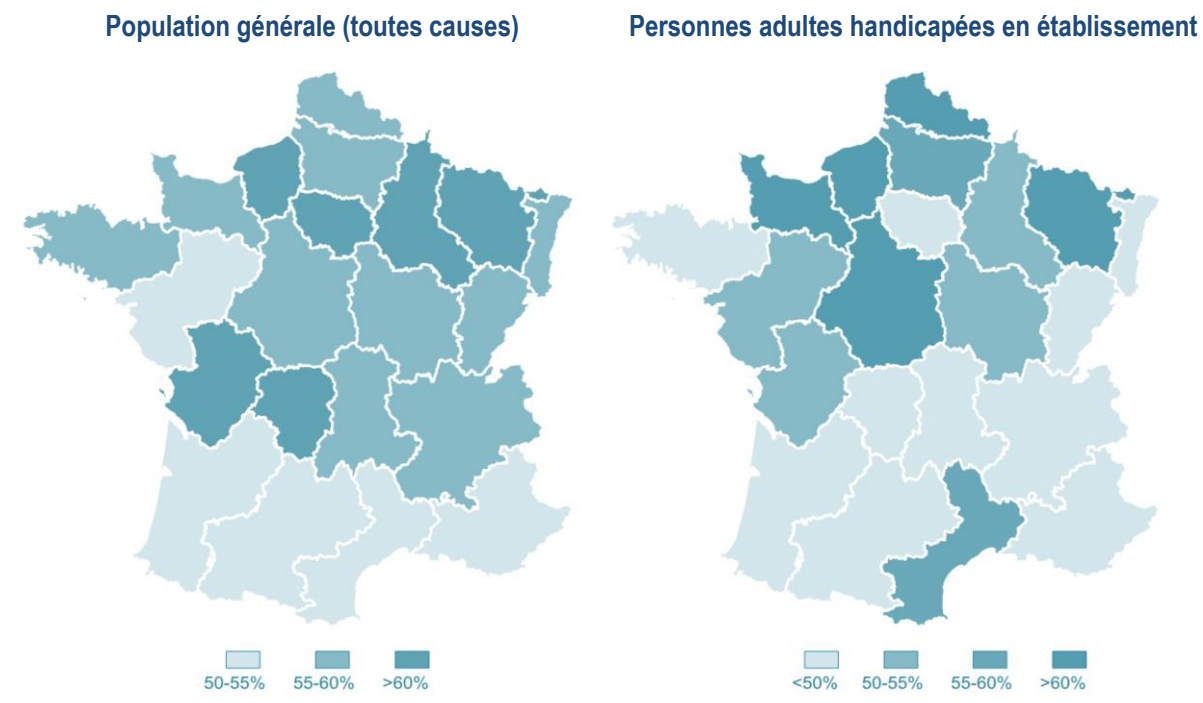 Population générale (toutes causes)
Personnes adultes handicapées en établissement
50-55% 55-60% >60%
<50% 50-55% 55-60% >60%